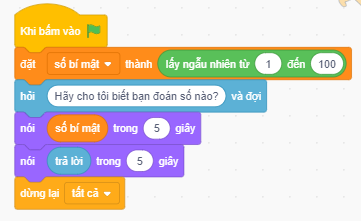 Khi bấm vào
đặt số bí mật thành lấy ngẫu nhiên từ 1 đến 100
hỏi Hãy cho tôi biết bạn đoán số nào? và đợi
nói số bí mật trong 5 giây
nói trả lời trong 5 giây
dừng lại tất cả